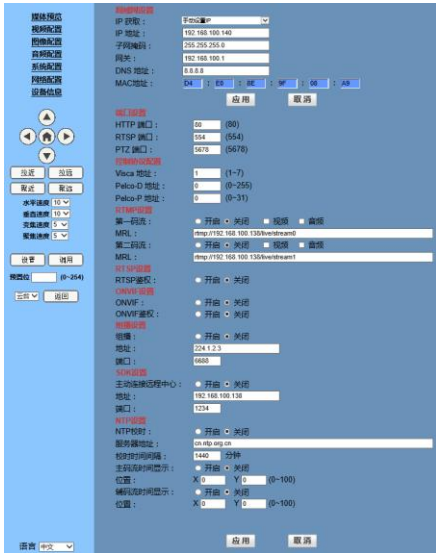 媒体预览
视频配置
图像配置
音频配置
系统配置
网络配置
设备信息
拉近 拉远
聚近 聚远
水平速度 10
垂直速度 10
变焦速度 5
聚焦速度 5
设置 调用
预置位 (0~254)
返回
语言 中文
IP 获取： 手动设置IP
IP 地址： 192.168.100.140
子网掩码： 255.255.255.0
网关： 192.168.100.1
DNS 地址： 8.8.8.8
MAC地址： D4 : E0 : 8E : 9F : 06 : A9
应用 取消
端口设置
HTTP 端口： 80 (80)
RTSP 端口： 554 (554)
PTZ 端口： 5678 (5678)
控制协议配置
Visca 地址： 1 (1~7)
Pelco-D 地址： 0 (0~255)
Pelco-P 地址： 0 (0~31)
RTMP设置
第一码流： 开启 关闭 视频 音频
MRL： rtmp://192.168.100.138/live/stream0
第二码流： 开启 关闭 视频 音频
MRL： rtmp://192.168.100.138/live/stream1
RTSP设置
RTSP鉴权： 开启 关闭
ONVIF设置
ONVIF： 开启 关闭
ONVIF鉴权： 开启 关闭
组播设置
组播： 开启 关闭
地址： 224.1.2.3
端口： 6688
SDK设置
主动连接远程中心： 开启 关闭
地址： 192.168.100.138
端口： 1234
NTP设置
NTP校时： 开启 关闭
服务器地址： cn.ntp.org.cn
校时时间间隔： 1440 分钟
主码流时间显示： 开启 关闭
位置： X 0 Y 0 (0~100)
辅码流时间显示： 开启 关闭
位置： X 0 Y 0 (0~100)
应用 取消